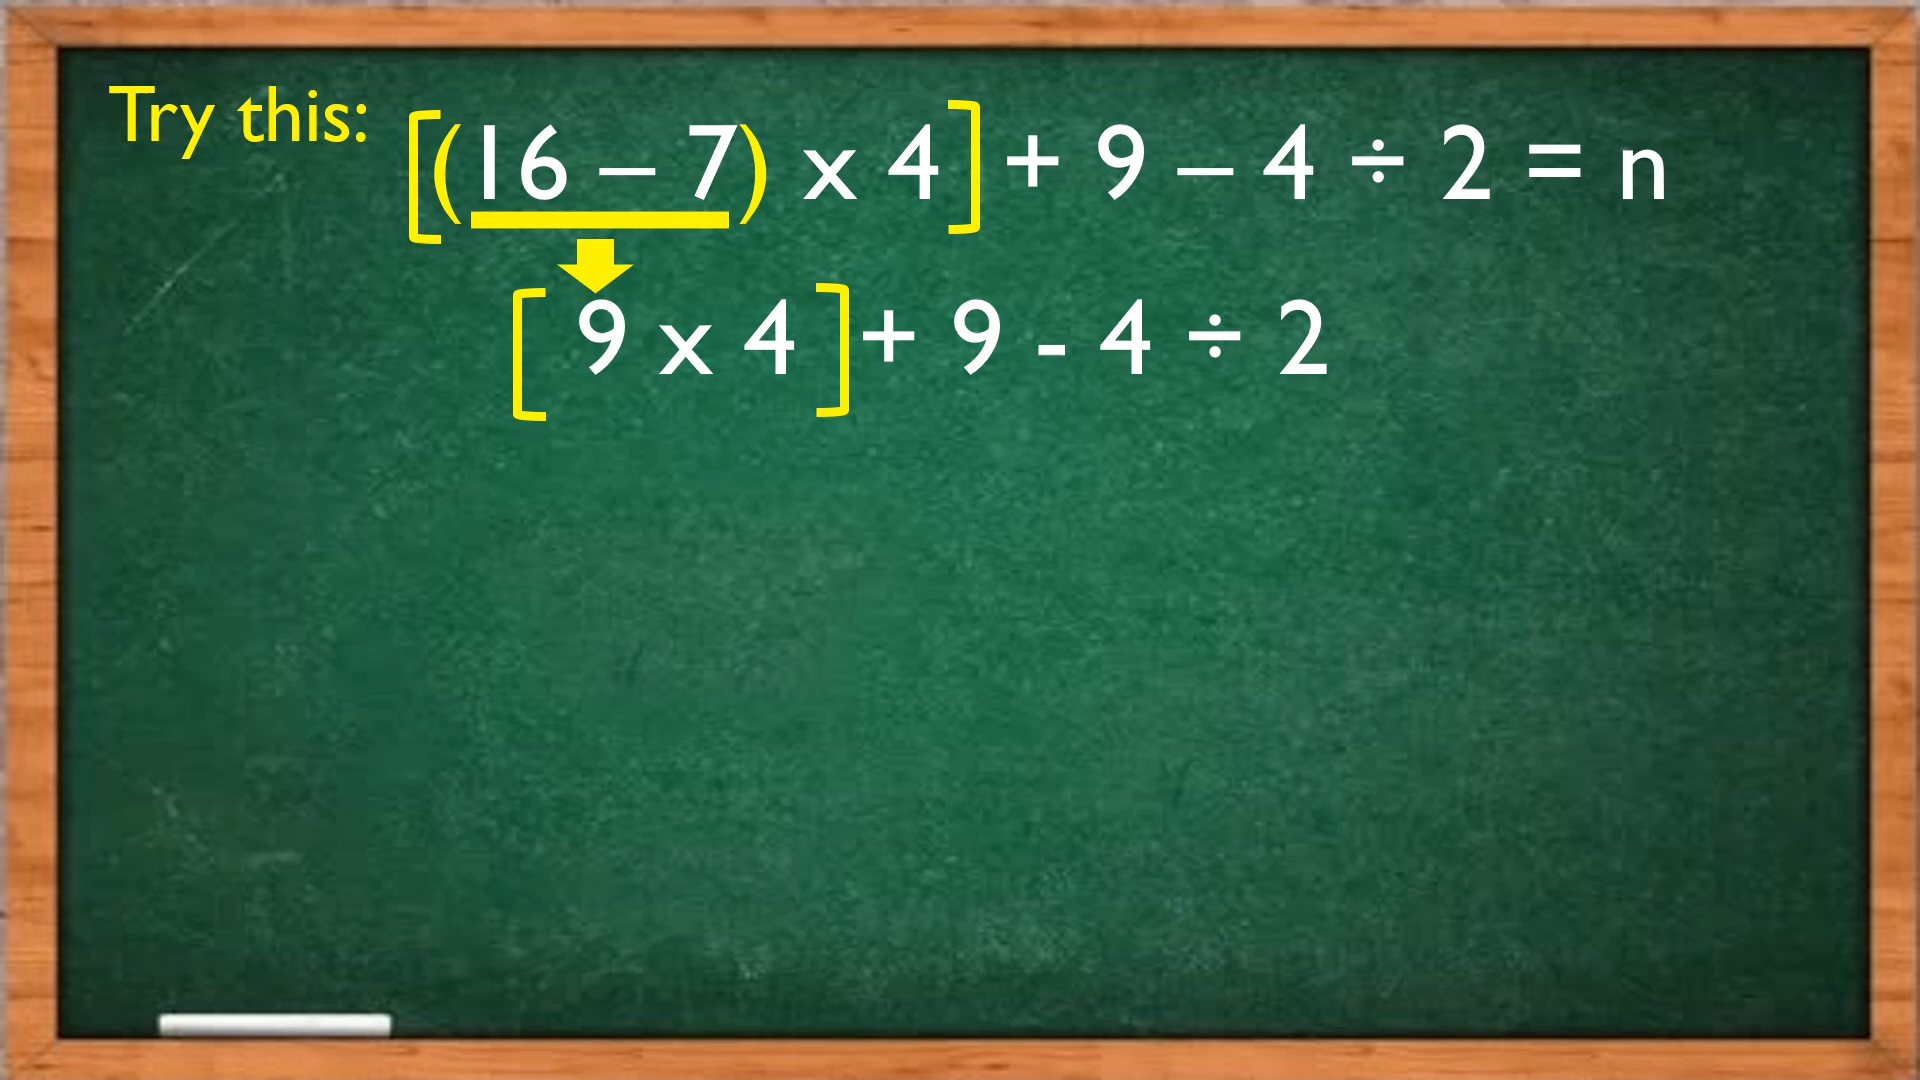 Try this: [(16 – 7) x 4] + 9 – 4 ÷ 2 = n
[ 9 x 4 ] + 9 - 4 ÷ 2